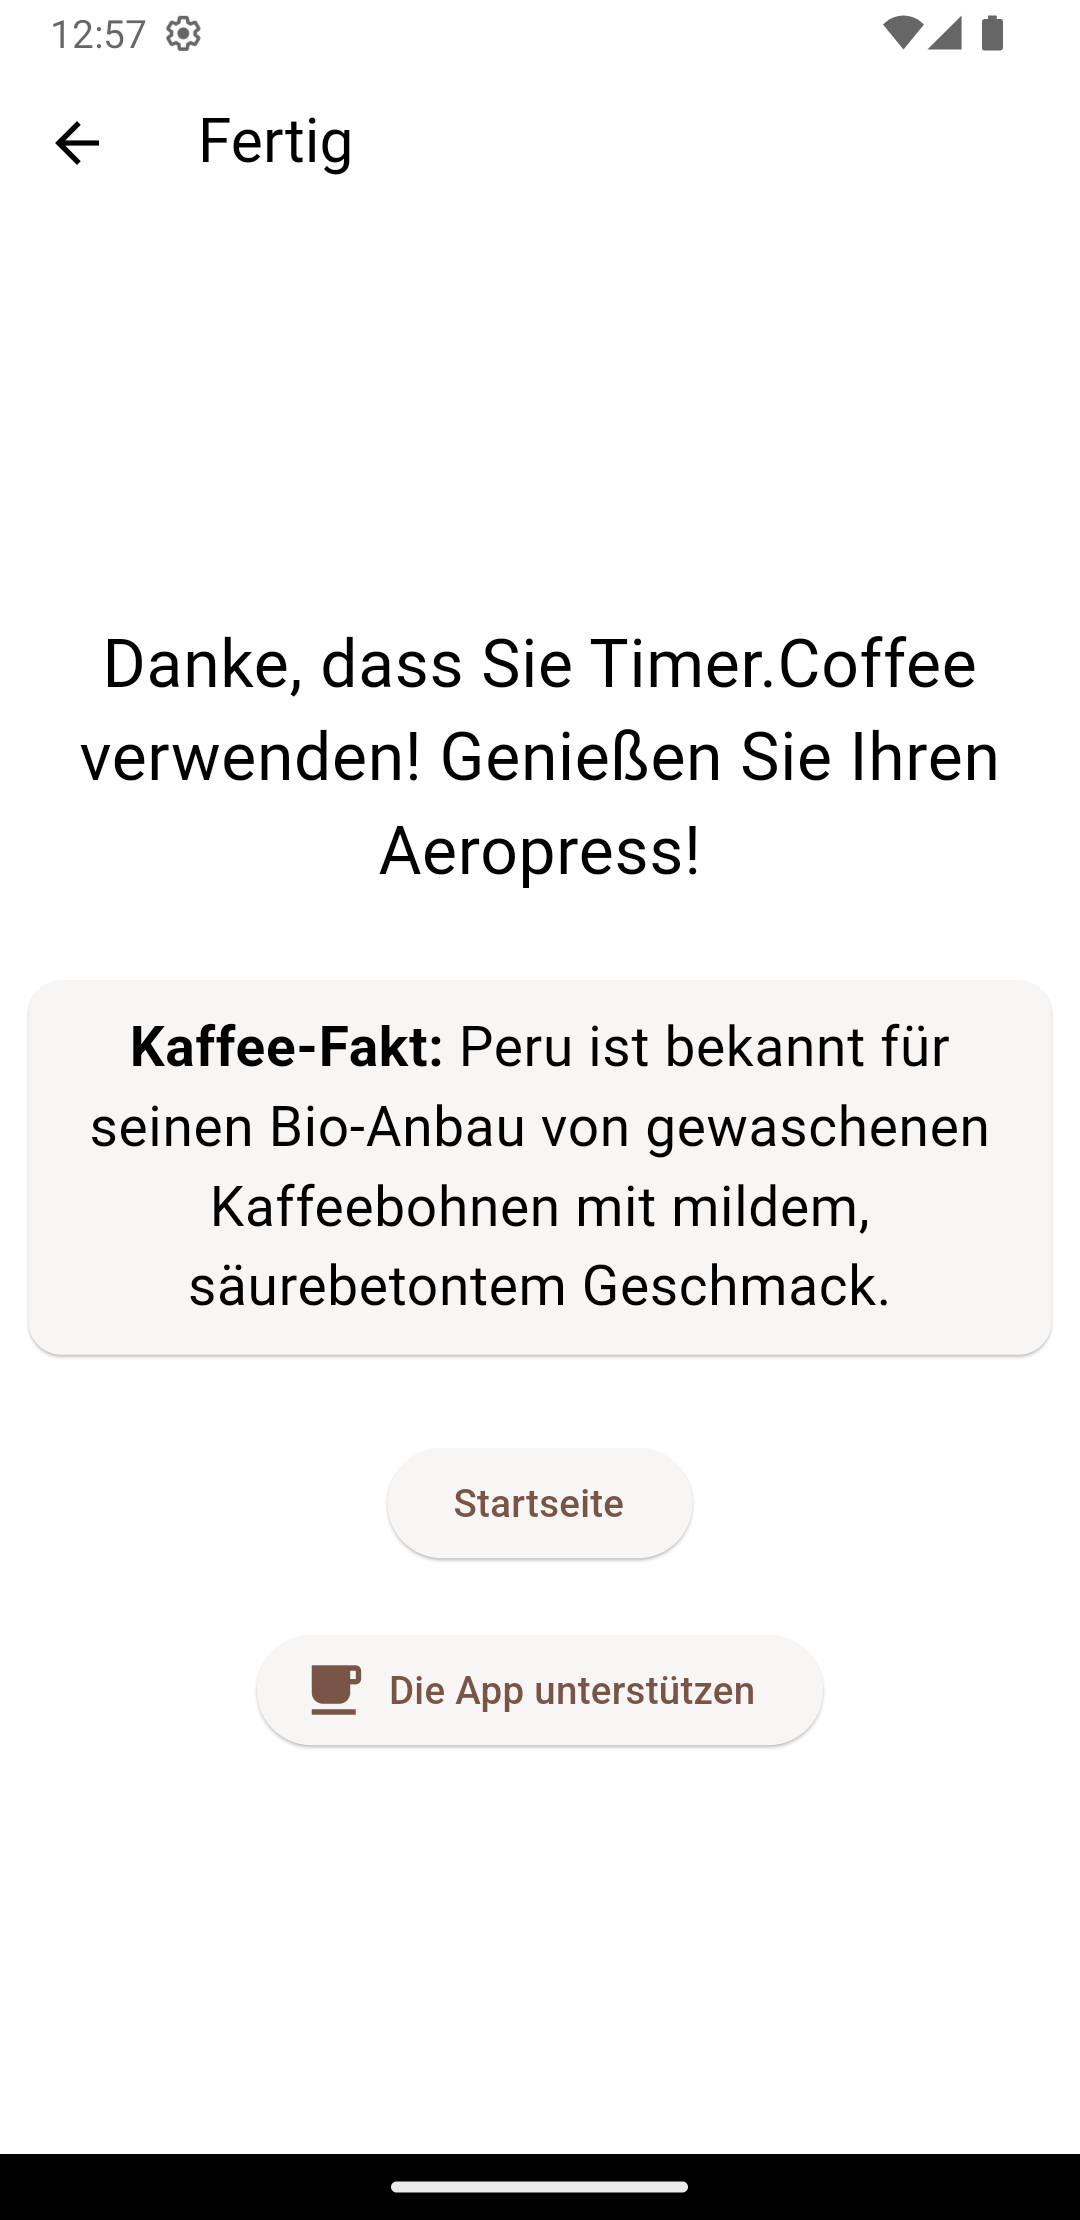 12:57
Fertig
Danke, dass Sie Timer.Coffee
verwenden! Genießen Sie Ihren
Aeropress!
Kaffee-Fakt: Peru ist bekannt für
seinen Bio-Anbau von gewaschenen
Kaffeebohnen mit mildem,
säurebetontem Geschmack.
Startseite
Die App unterstützen